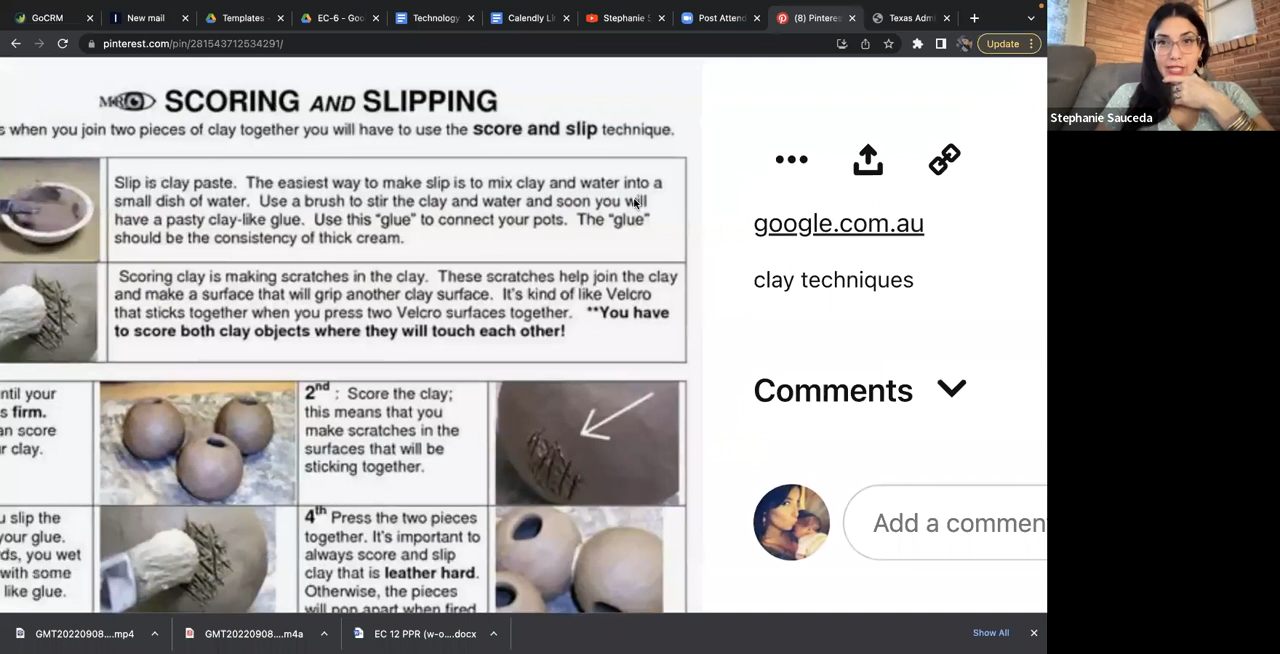 GoCRM
New mail
Templates
EC-6 - Goo
Technology
Calendly Li
Stephanie
Post Attend
(8) Pinteres
Texas Adm
pinterest.com/pin/281543712534291/
Update
SCORING AND SLIPPING
s when you join two pieces of clay together you will have to use the score and slip technique.
Slip is clay paste. The easiest way to make slip is to mix clay and water into a
small dish of water. Use a brush to stir the clay and water and soon you will
have a pasty clay-like glue. Use this “glue” to connect your pots. The “glue”
should be the consistency of thick cream.
Scoring clay is making scratches in the clay. These scratches help join the clay
and make a surface that will grip another clay surface. It's kind of like Velcro
that sticks together when you press two Velcro surfaces together. **You have
to score both clay objects where they will touch each other!
ntil your
s firm.
an score
r clay.
2nd : Score the clay;
this means that you
make scratches in the
surfaces that will be
sticking together.
u slip the
your glue.
rds, you wet
with some
like glue.
4th Press the two pieces
together. It's important to
always score and slip
clay that is leather hard.
Otherwise, the pieces
will pop apart when fired
google.com.au
clay techniques
Comments
Add a commen
Stephanie Sauceda
GMT20220908....mp4
GMT20220908....m4a
EC 12 PPR (w-o....docx
Show All